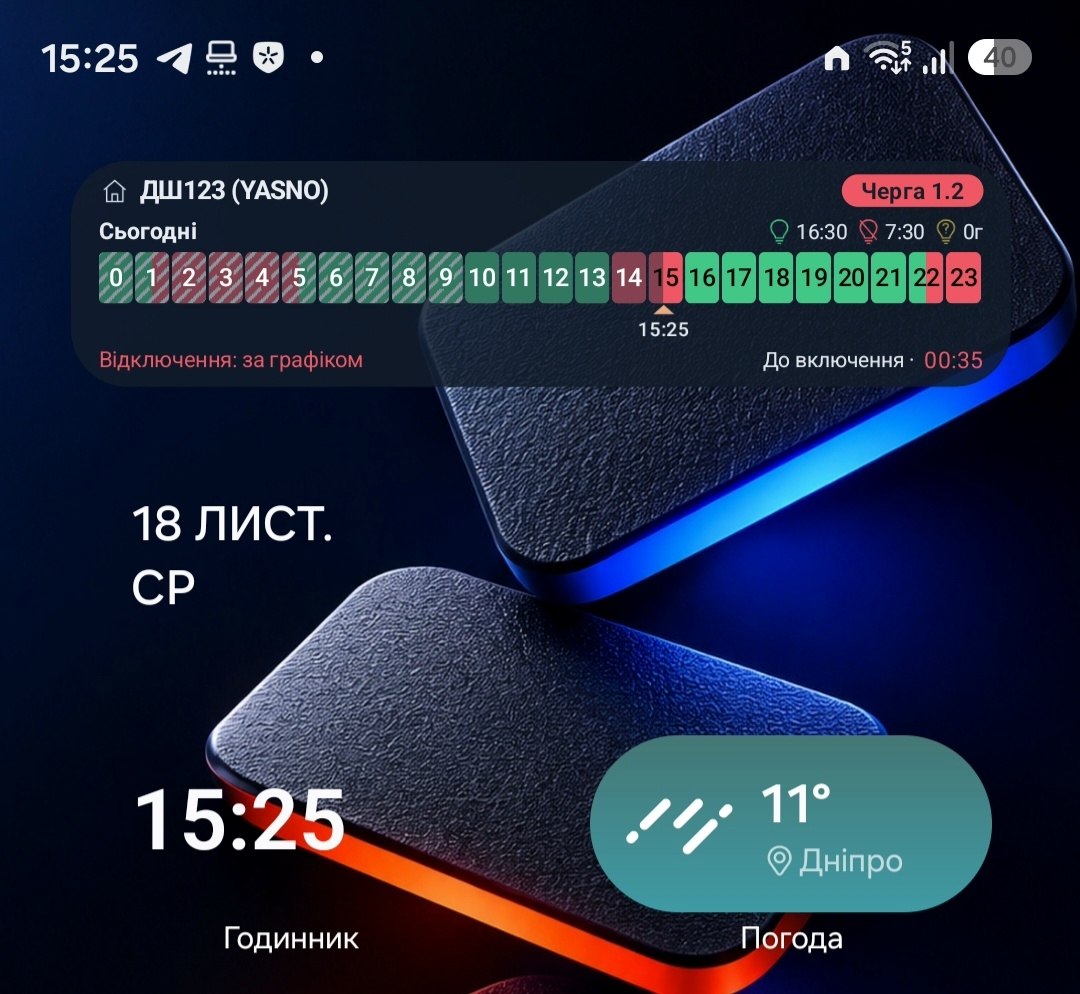 15:25 5 40
ДШ123 (YASNO) Черга 1.2
Сьогодні 16:30 7:30 ? 0г
0 1 2 3 4 5 6 7 8 9 10 11 12 13 14 15 16 17 18 19 20 21 22 23
15:25
Відключення: за графіком До включення · 00:35
18 ЛИСТ.
СР
15:25
11°
Дніпро
Годинник Погода